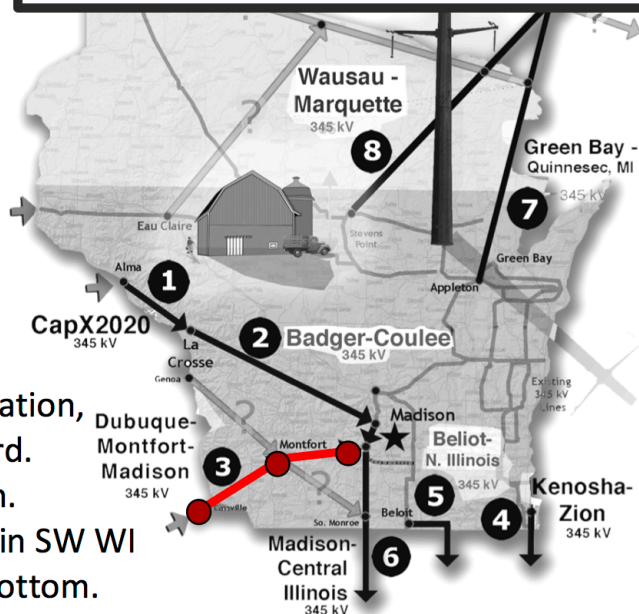 Wausau -
Marquette
345 kV
8
?
Green Bay -
Quinnesec, MI
345 kV
7
Eau Claire
Stevens
Point
Green Bay
Appleton
Alma
1
CapX2020
345 kV
2
Badger-Coulee
345 kV
La
Crosse
Genoa
Existing
345 kV
Lines
ation,
rd.
n.
in SW WI
ottom.
Dubuque-
Montfort-
Madison
345 kV
3
?
Montfort
?
Cassville
Madison
Beliot-
N. Illinois
345 kV
5
So. Monroe
Beloit
4
Kenosha-
Zion
345 kV
Madison-
Central
Illinois
345 kV
6
?